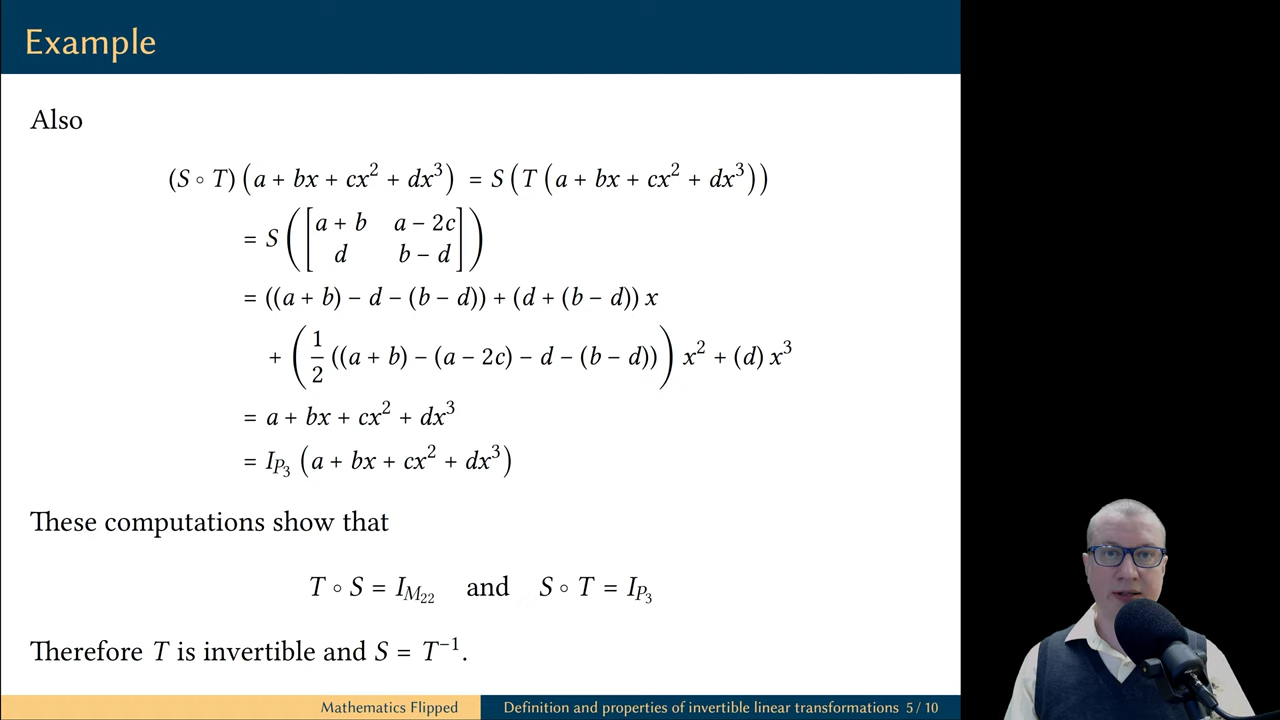 Example
Also
(S ∘ T) (a + bx + cx² + dx³) = S (T (a + bx + cx² + dx³))
= S ([a + b a − 2c
d b − d])
= ((a + b) − d − (b − d)) + (d + (b − d)) x
+ (1/2 ((a + b) − (a − 2c) − d − (b − d))) x² + (d) x³
= a + bx + cx² + dx³
= I_{P₃} (a + bx + cx² + dx³)
These computations show that
T ∘ S = I_{M₂₂} and S ∘ T = I_{P₃}
Therefore T is invertible and S = T⁻¹.
Mathematics Flipped Definition and properties of invertible linear transformations 5 / 10